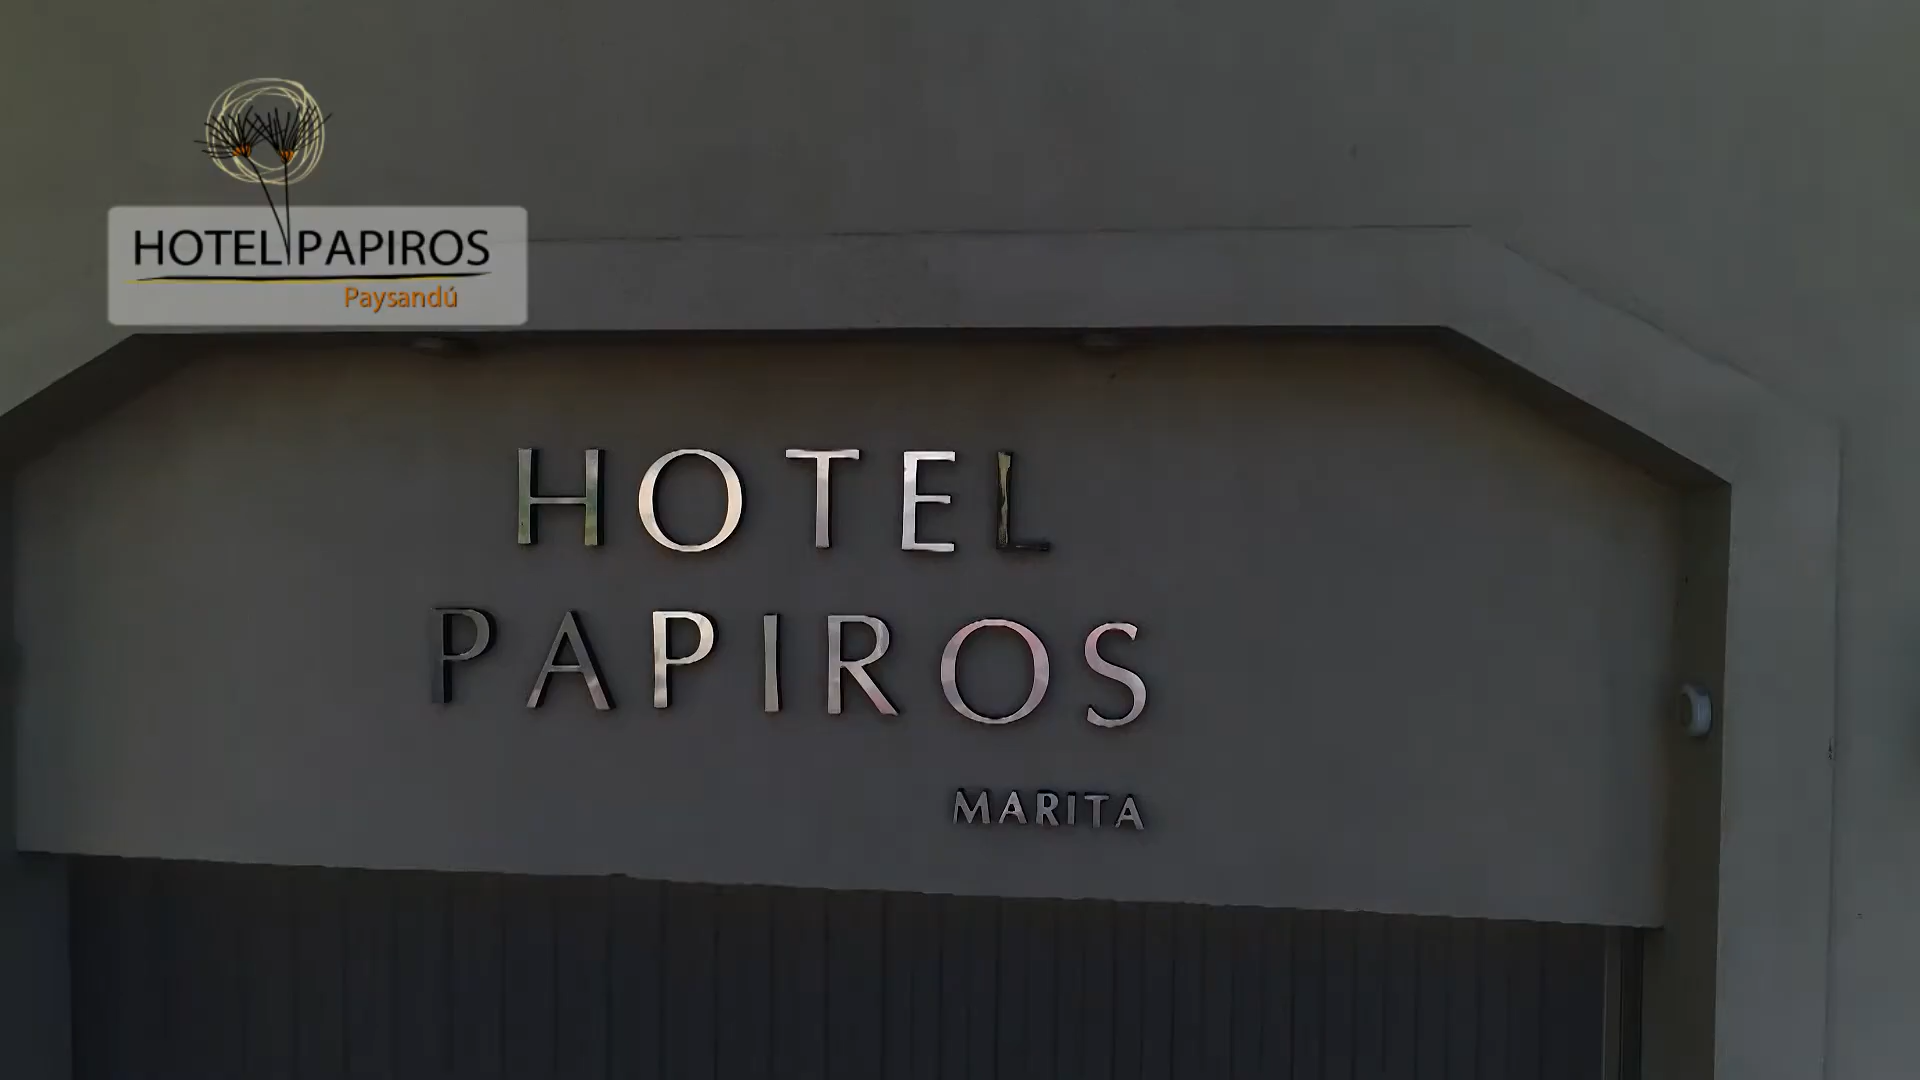 HOTEL PAPIROS
Paysandú
HOTEL
PAPIROS
MARITA